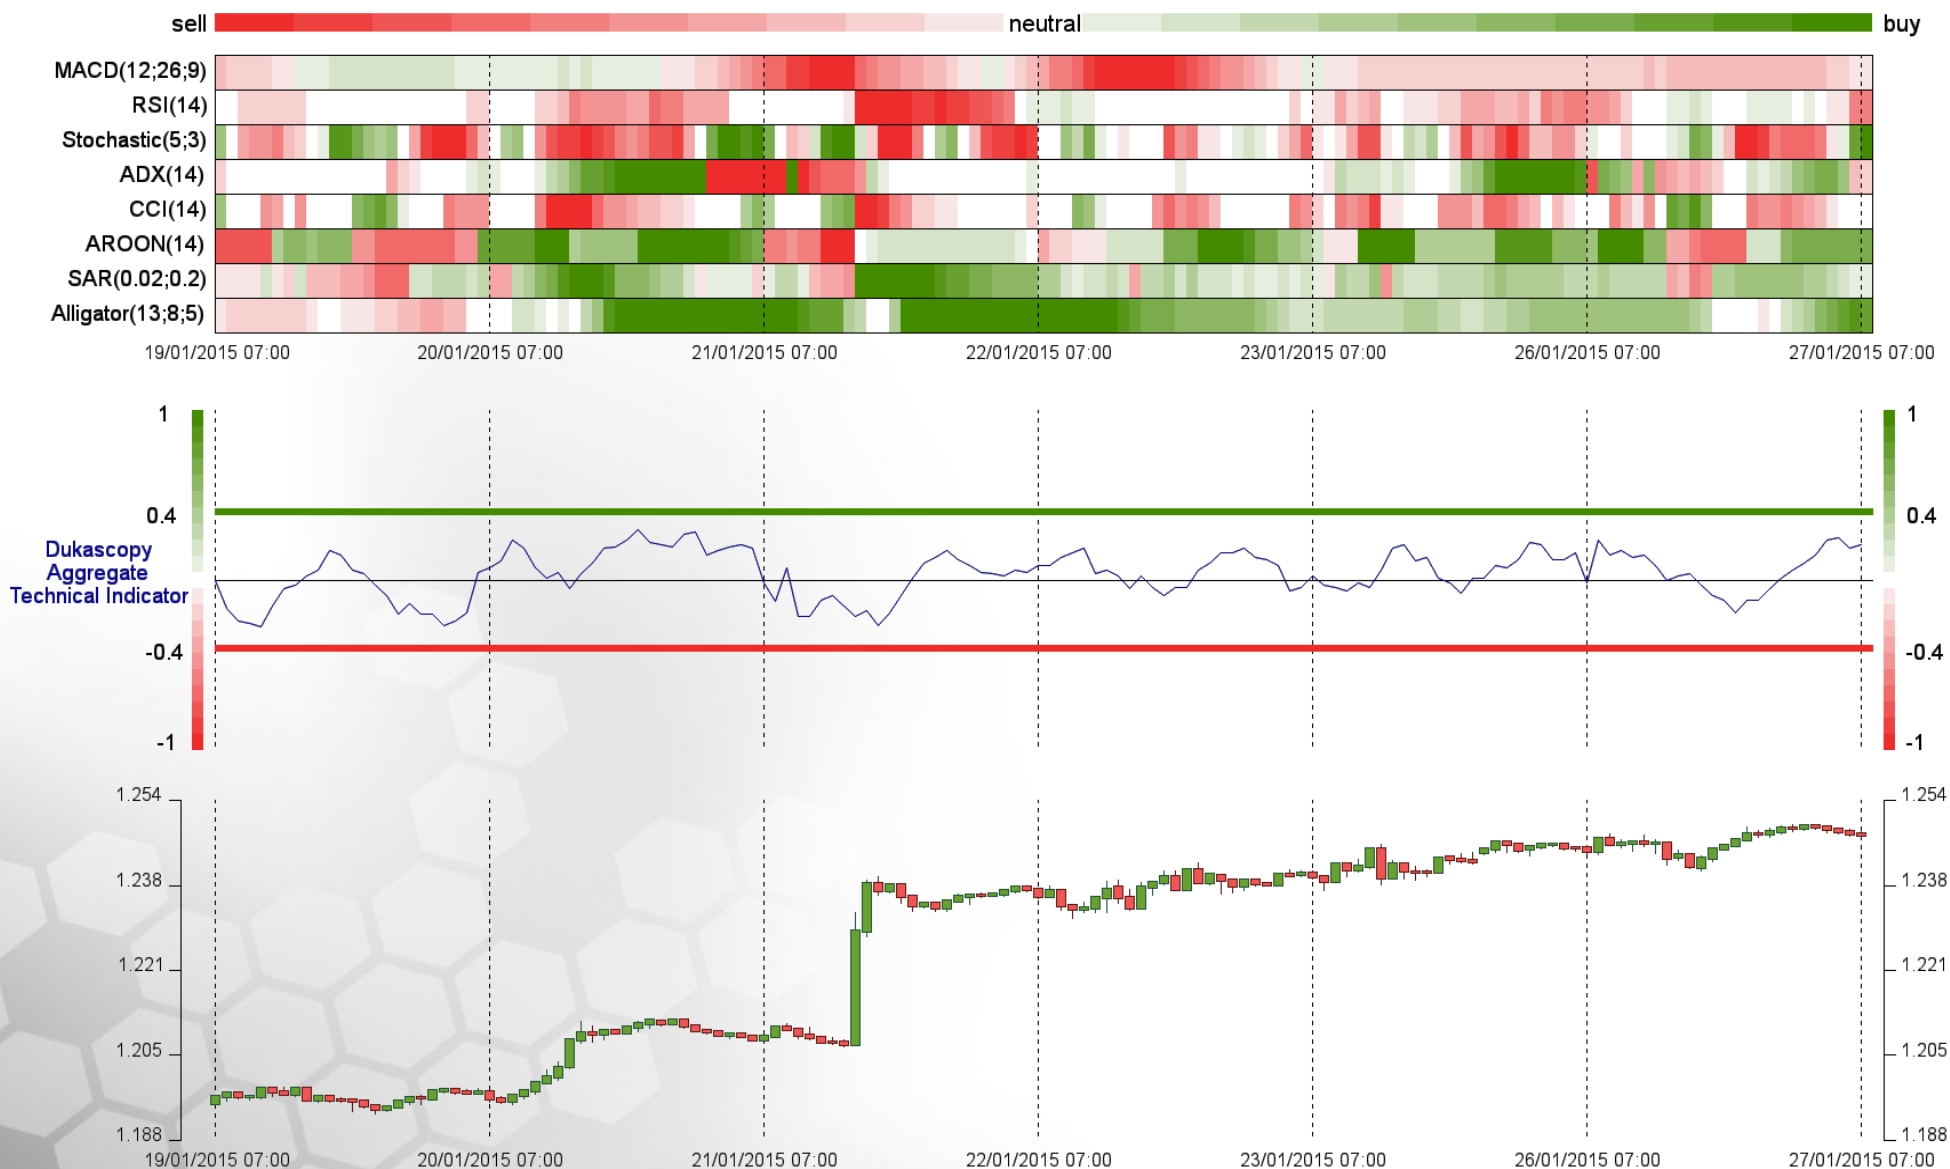 sell neutral buy
MACD(12;26;9)
RSI(14)
Stochastic(5;3)
ADX(14)
CCI(14)
AROON(14)
SAR(0.02;0.2)
Alligator(13;8;5)
19/01/2015 07:00 20/01/2015 07:00 21/01/2015 07:00 22/01/2015 07:00 23/01/2015 07:00 26/01/2015 07:00 27/01/2015 07:00
1 1
0.4 0.4
Dukascopy
Aggregate
Technical Indicator
-0.4 -0.4
-1 -1
1.254 1.254
1.238 1.238
1.221 1.221
1.205 1.205
1.188 1.188
19/01/2015 07:00 20/01/2015 07:00 21/01/2015 07:00 22/01/2015 07:00 23/01/2015 07:00 26/01/2015 07:00 27/01/2015 07:00